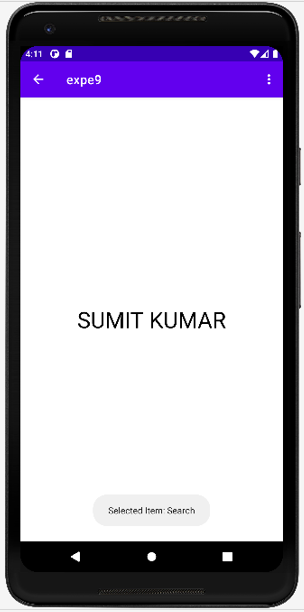 4:11
expe9
SUMIT KUMAR
Selected Item: Search